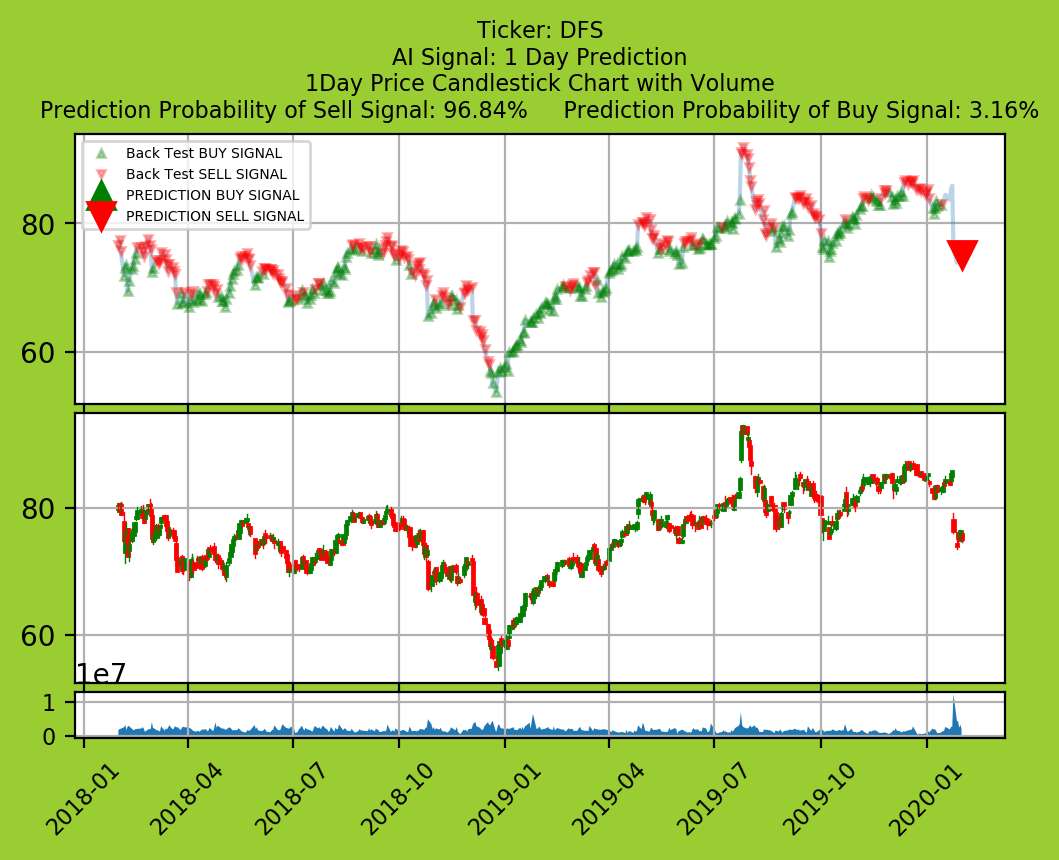 Ticker: DFS
AI Signal: 1 Day Prediction
1Day Price Candlestick Chart with Volume
Prediction Probability of Sell Signal: 96.84% Prediction Probability of Buy Signal: 3.16%
Back Test BUY SIGNAL
Back Test SELL SIGNAL
PREDICTION BUY SIGNAL
PREDICTION SELL SIGNAL
80
60
80
60
1e7
1
0
2018-01 2018-04 2018-07 2018-10 2019-01 2019-04 2019-07 2019-10 2020-01